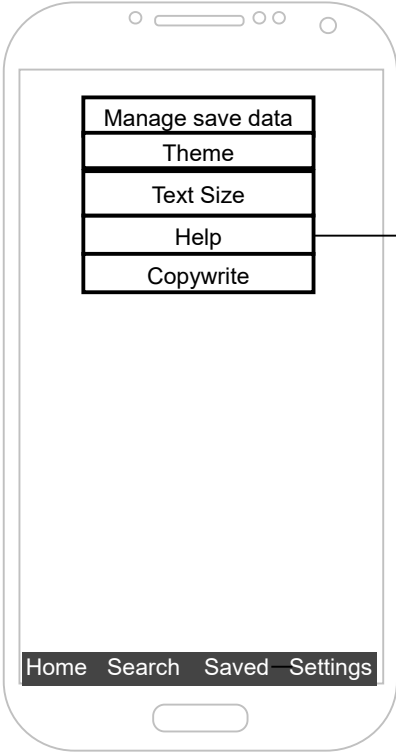 Manage save data
Theme
Text Size
Help
Copywrite
Home Search Saved Settings